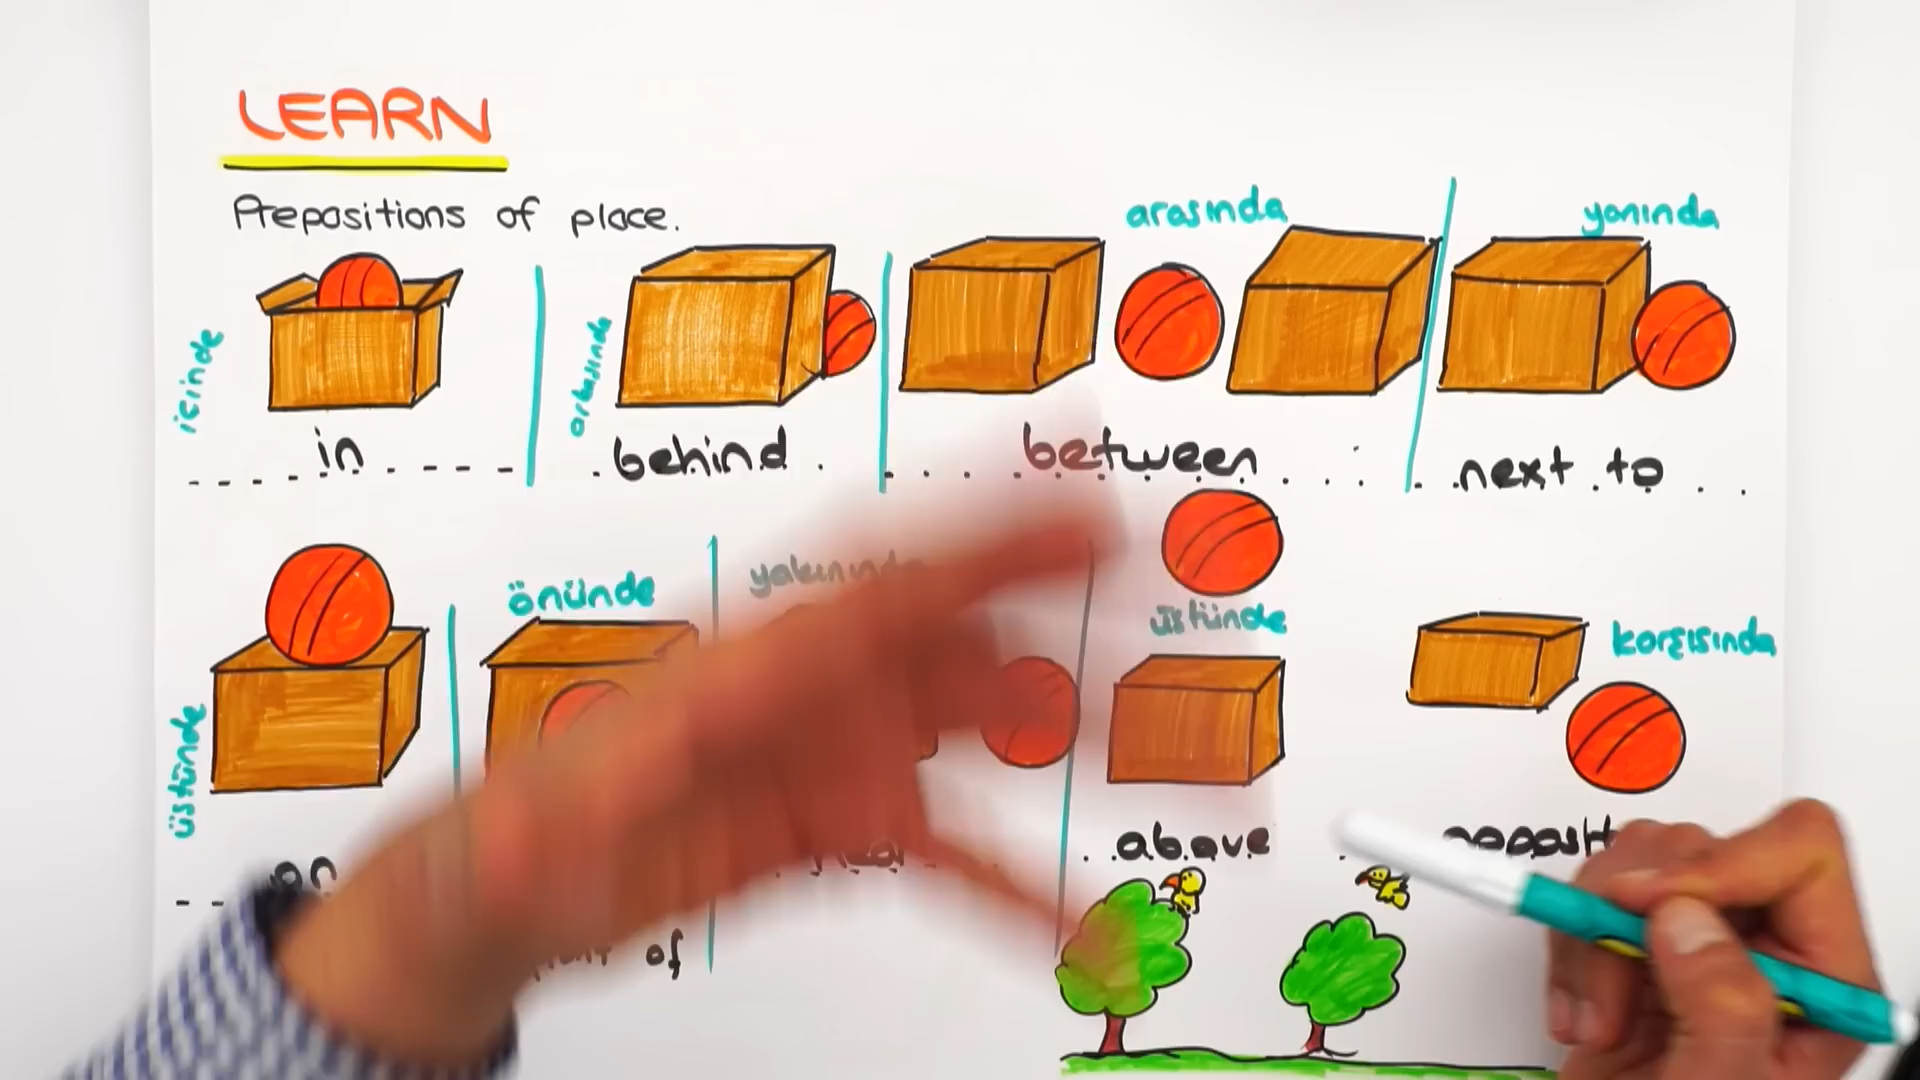 LEARN
Prepositions of place.
arasında
yanında
içinde
arkasında
in
behind
between
next to
önünde
yakınında
üstünde
karşısında
üstünde
on
above
of